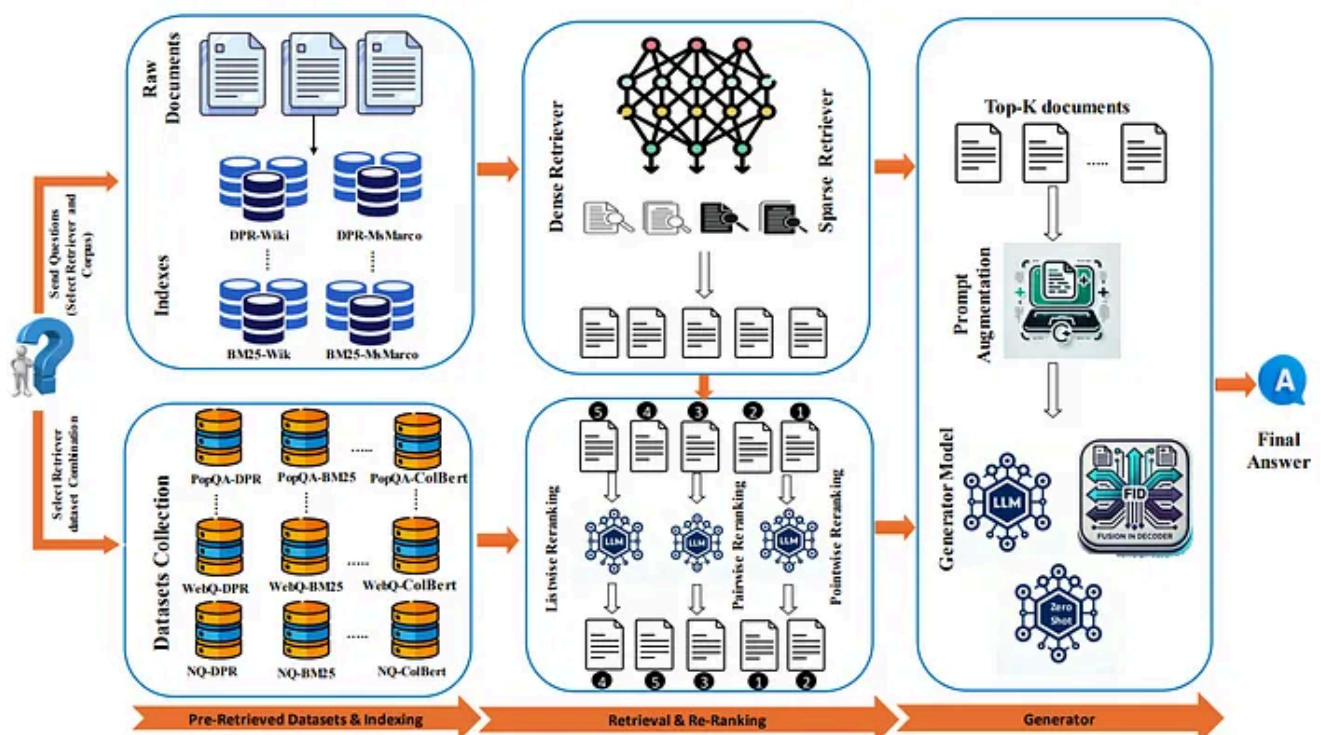 Raw
Documents
DPR-Wiki
DPR-MsMarco
Indexes
BM25-Wik
BM25-MsMarco
Send Questions
(Select Retriever and
Corpus)
Select Retriever
dataset Combination
Datasets Collection
PopQA-DPR
PopQA-BM25
.....
PopQA-ColBert
WebQ-DPR
WebQ-BM25
.....
WebQ-ColBert
NQ-DPR
NQ-BM25
.....
NQ-ColBert
Dense Retriever
Sparse Retriever
5 4 3 2 1
Listwise Reranking
LLM
LLM
Pairwise Reranking
LLM
Pointwise Reranking
4 5 3 1 2
Top-K documents
.....
Prompt
Augmentation
Generator Model
LLM
FID
FUSION IN DECODER
Zero
Shot
A
Final
Answer
Pre-Retrieved Datasets & Indexing
Retrieval & Re-Ranking
Generator